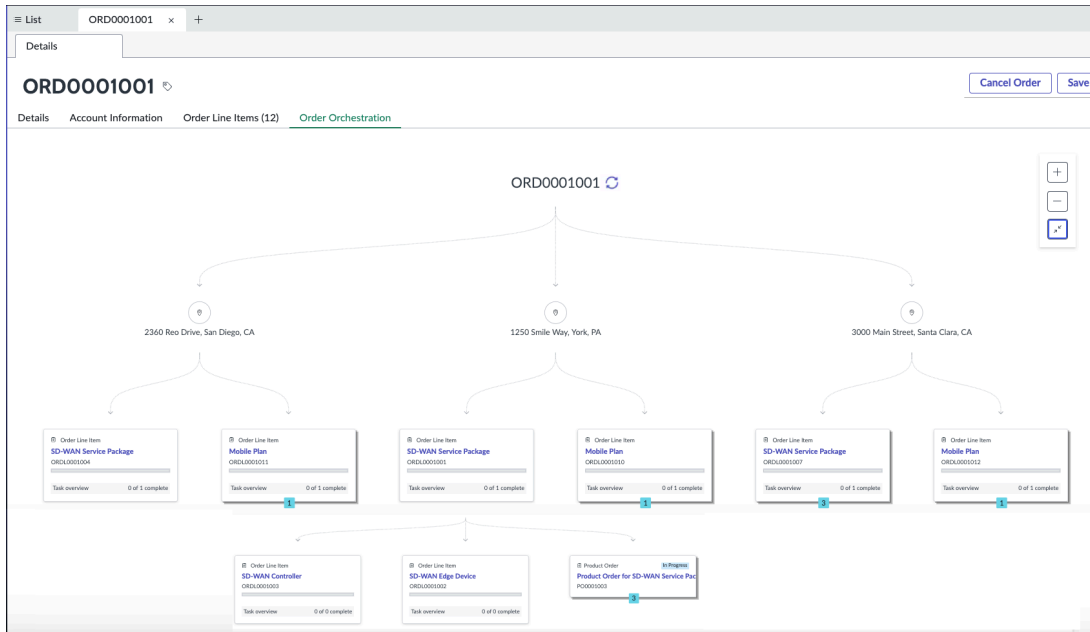 ≡ List
ORD0001001 × +
Details
ORD0001001
Cancel Order
Save
Details Account Information Order Line Items (12) Order Orchestration
ORD0001001
2360 Reo Drive, San Diego, CA
1250 Smile Way, York, PA
3000 Main Street, Santa Clara, CA
Order Line Item
SD-WAN Service Package
ORDL0001004
Task overview 0 of 1 complete
Order Line Item
Mobile Plan
ORDL0001011
Task overview 0 of 1 complete
1
Order Line Item
SD-WAN Service Package
ORDL0001001
Task overview 0 of 1 complete
Order Line Item
Mobile Plan
ORDL0001010
Task overview 0 of 1 complete
1
Order Line Item
SD-WAN Service Package
ORDL0001007
Task overview 0 of 1 complete
3
Order Line Item
Mobile Plan
ORDL0001012
Task overview 0 of 1 complete
1
Order Line Item
SD-WAN Controller
ORDL0001003
Task overview 0 of 0 complete
Order Line Item
SD-WAN Edge Device
ORDL0001002
Task overview 0 of 0 complete
Product Order In Progress
Product Order for SD-WAN Service Pac
PO0001003
3